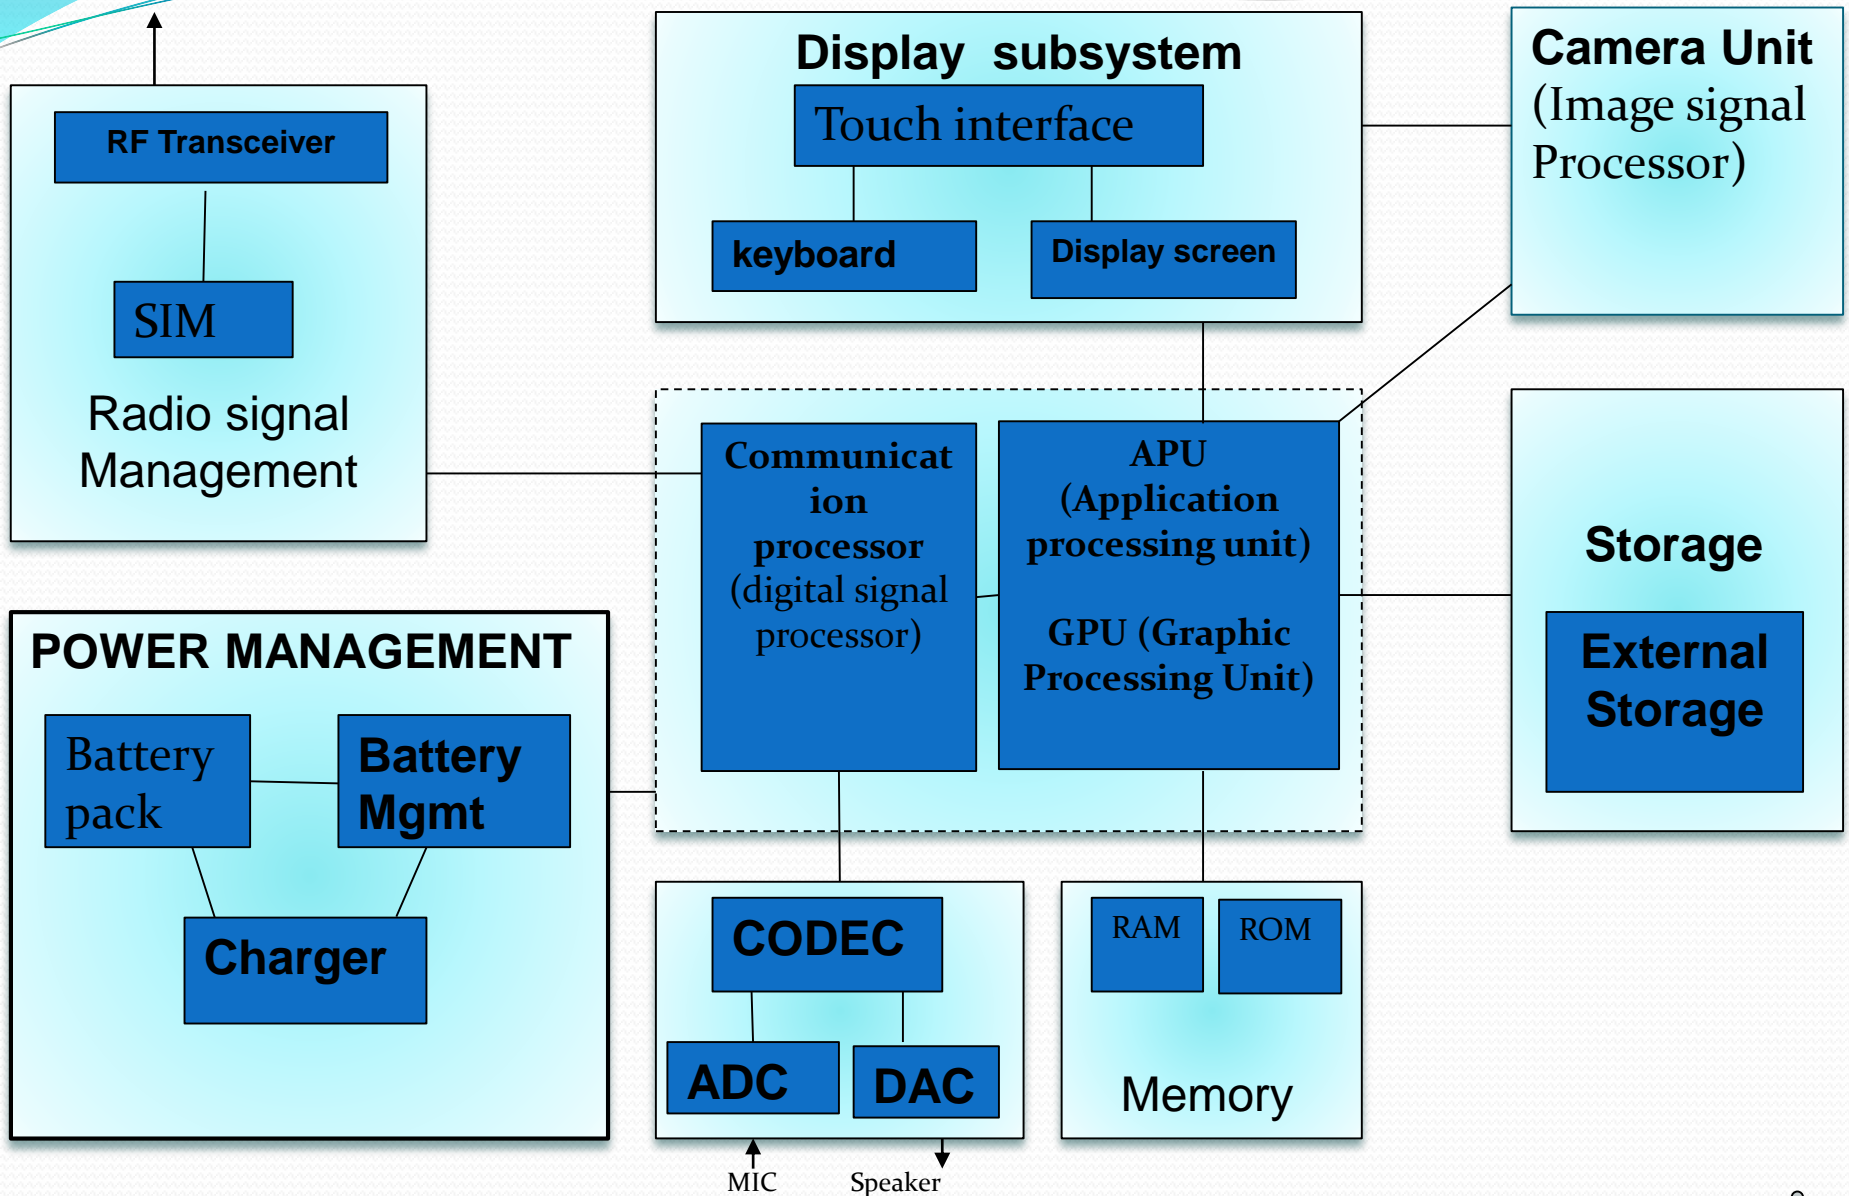 RF Transceiver
SIM
Radio signal
Management
Display subsystem
Touch interface
keyboard
Display screen
Camera Unit
(Image signal
Processor)
Communicat
ion
processor
(digital signal
processor)
APU
(Application
processing unit)
GPU (Graphic
Processing Unit)
Storage
External
Storage
POWER MANAGEMENT
Battery
pack
Battery
Mgmt
Charger
CODEC
ADC
DAC
MIC
Speaker
RAM
ROM
Memory